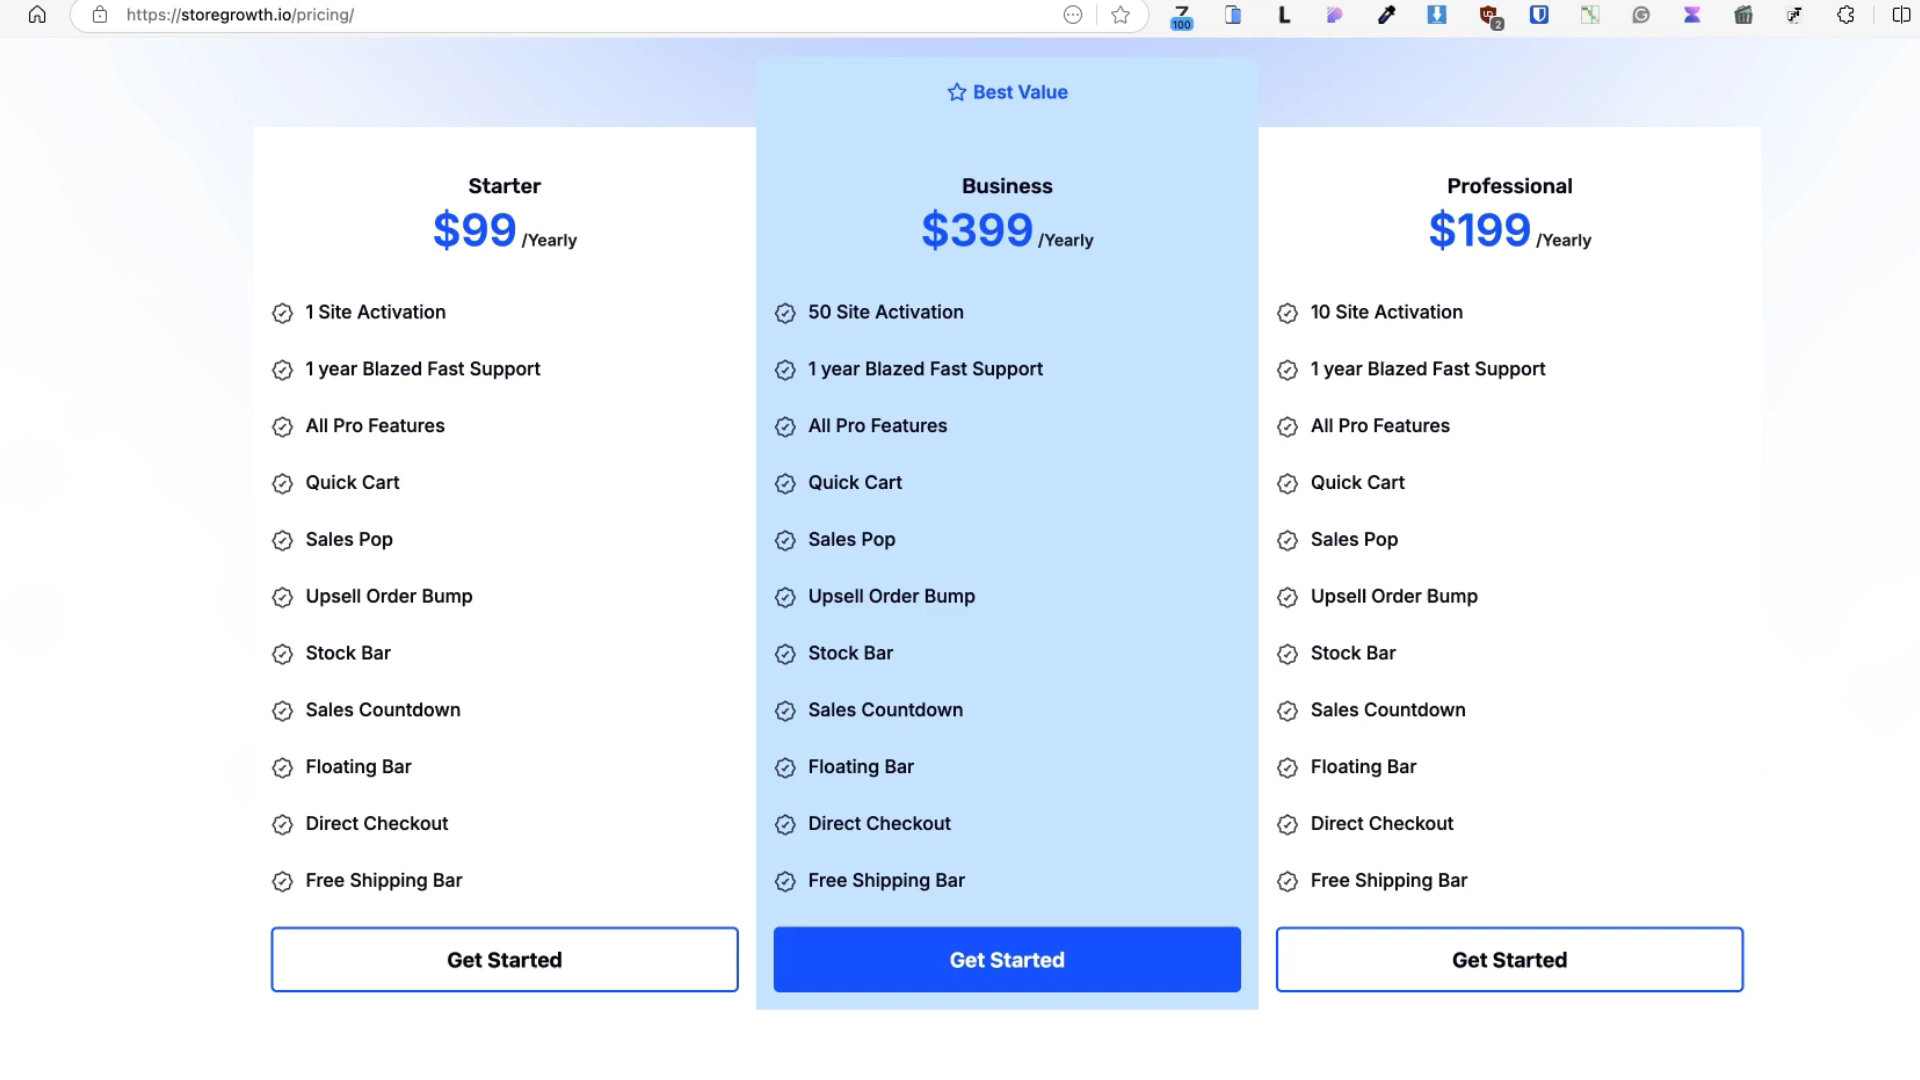 https://storegrowth.io/pricing/
100
2
Best Value
Starter
$99 /Yearly
1 Site Activation
1 year Blazed Fast Support
All Pro Features
Quick Cart
Sales Pop
Upsell Order Bump
Stock Bar
Sales Countdown
Floating Bar
Direct Checkout
Free Shipping Bar
Get Started
Business
$399 /Yearly
50 Site Activation
1 year Blazed Fast Support
All Pro Features
Quick Cart
Sales Pop
Upsell Order Bump
Stock Bar
Sales Countdown
Floating Bar
Direct Checkout
Free Shipping Bar
Get Started
Professional
$199 /Yearly
10 Site Activation
1 year Blazed Fast Support
All Pro Features
Quick Cart
Sales Pop
Upsell Order Bump
Stock Bar
Sales Countdown
Floating Bar
Direct Checkout
Free Shipping Bar
Get Started